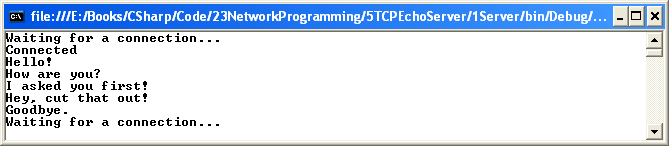 file:///E:/Books/CSharp/Code/23NetworkProgramming/5TCPEchoServer/1Server/bin/Debug/...
Waiting for a connection...
Connected
Hello!
How are you?
I asked you first!
Hey, cut that out!
Goodbye.
Waiting for a connection...